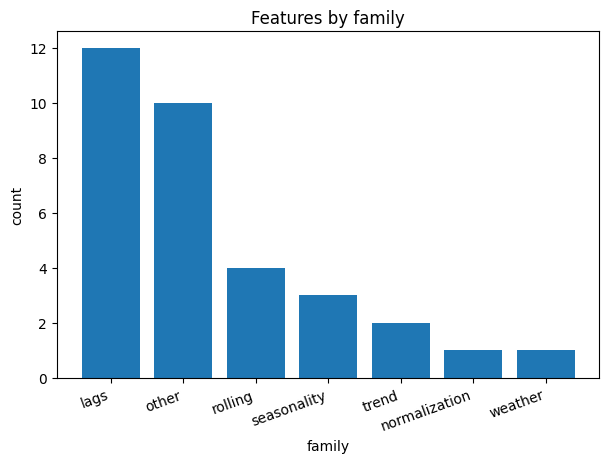 Features by family
count
12
10
8
6
4
2
0
lags
other
rolling
seasonality
trend
normalization
weather
family